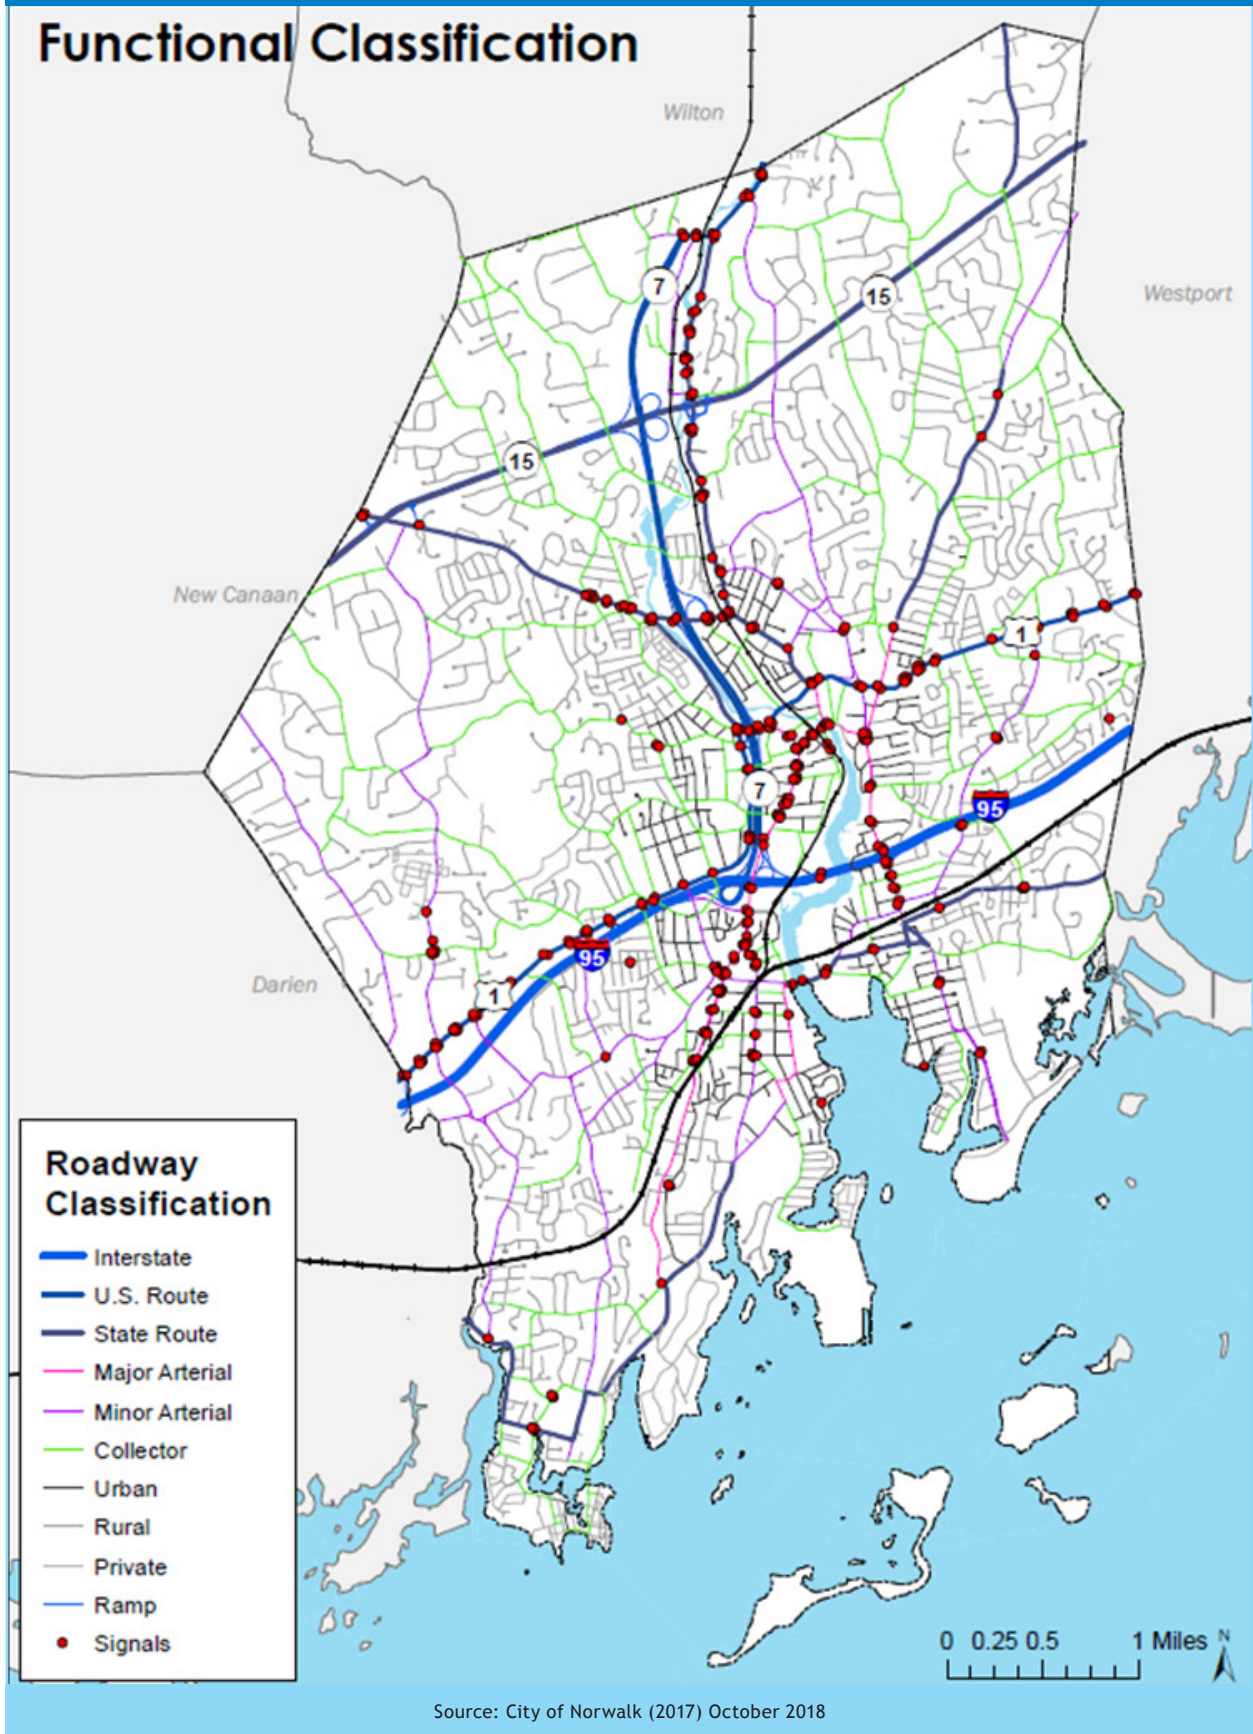 Functional Classification
Wilton
7
15
Westport
15
New Canaan
1
7
95
95
Darien
1
Roadway
Classification
Interstate
U.S. Route
State Route
Major Arterial
Minor Arterial
Collector
Urban
Rural
Private
Ramp
Signals
0 0.25 0.5 1 Miles N
Source: City of Norwalk (2017) October 2018